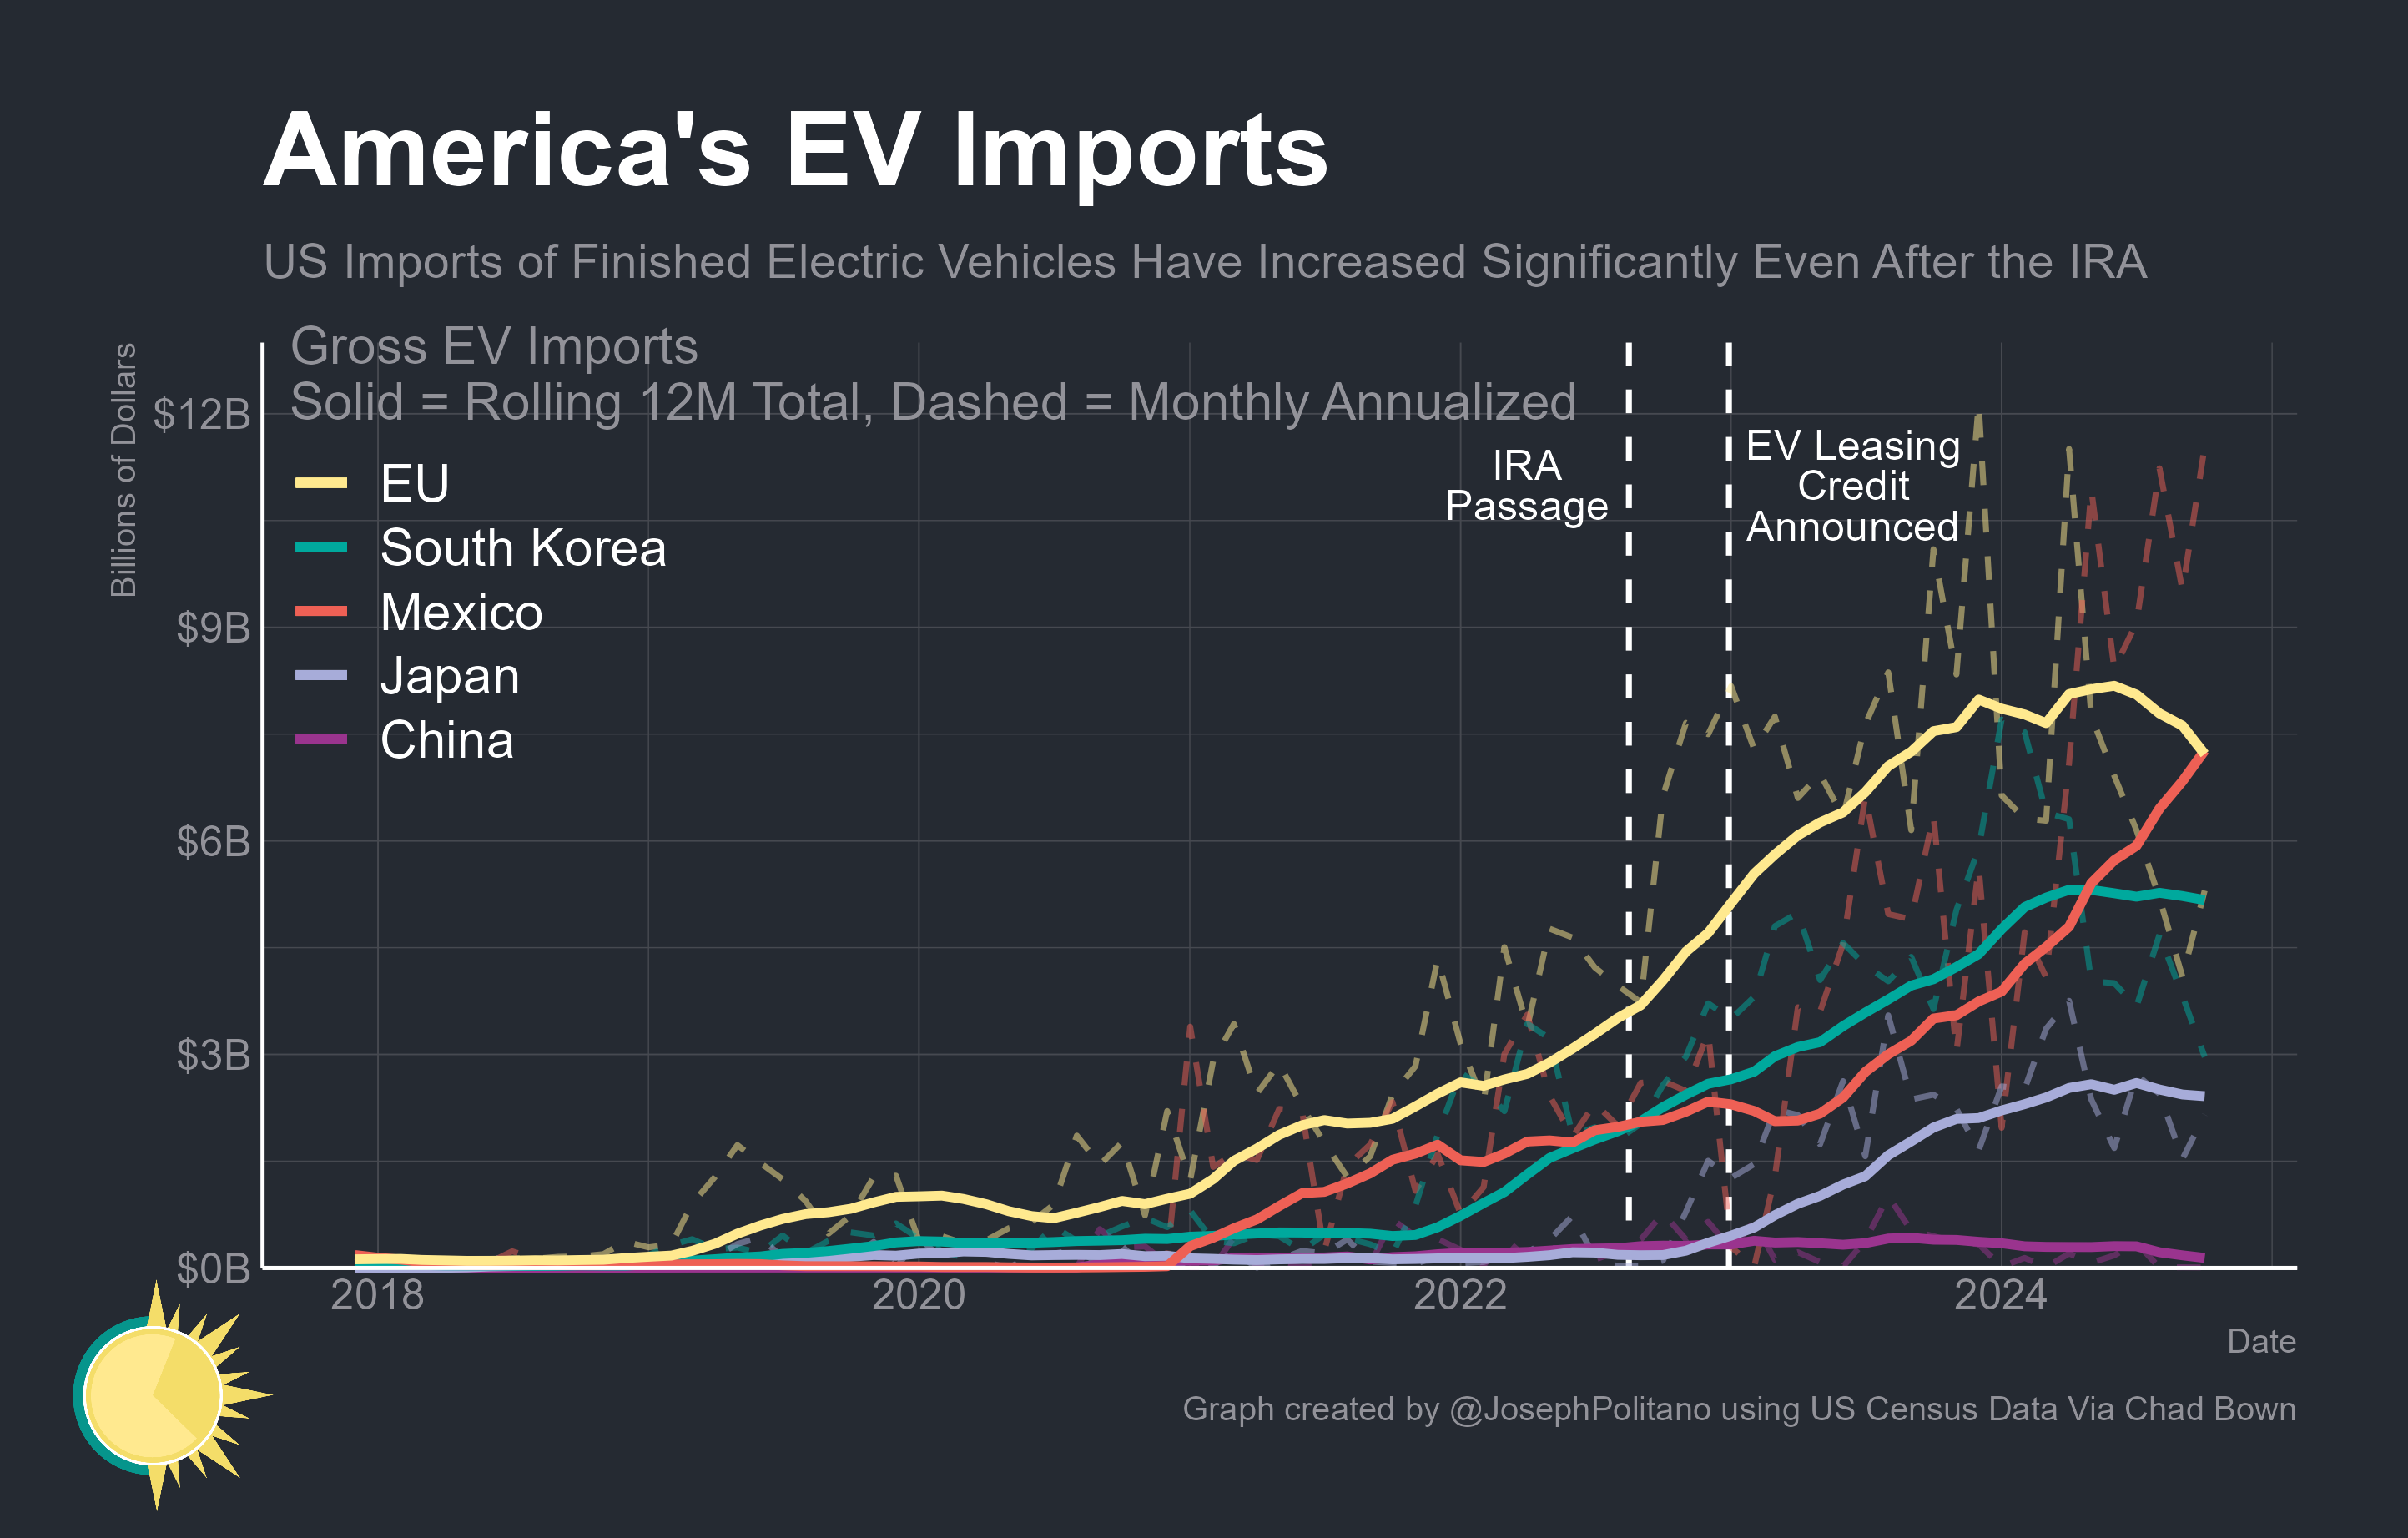 America's EV Imports
US Imports of Finished Electric Vehicles Have Increased Significantly Even After the IRA
Gross EV Imports
Solid = Rolling 12M Total, Dashed = Monthly Annualized
Billions of Dollars
$12B
$9B
$6B
$3B
$0B
EU
South Korea
Mexico
Japan
China
IRA
Passage
EV Leasing
Credit
Announced
2018
2020
2022
2024
Date
Graph created by @JosephPolitano using US Census Data Via Chad Bown